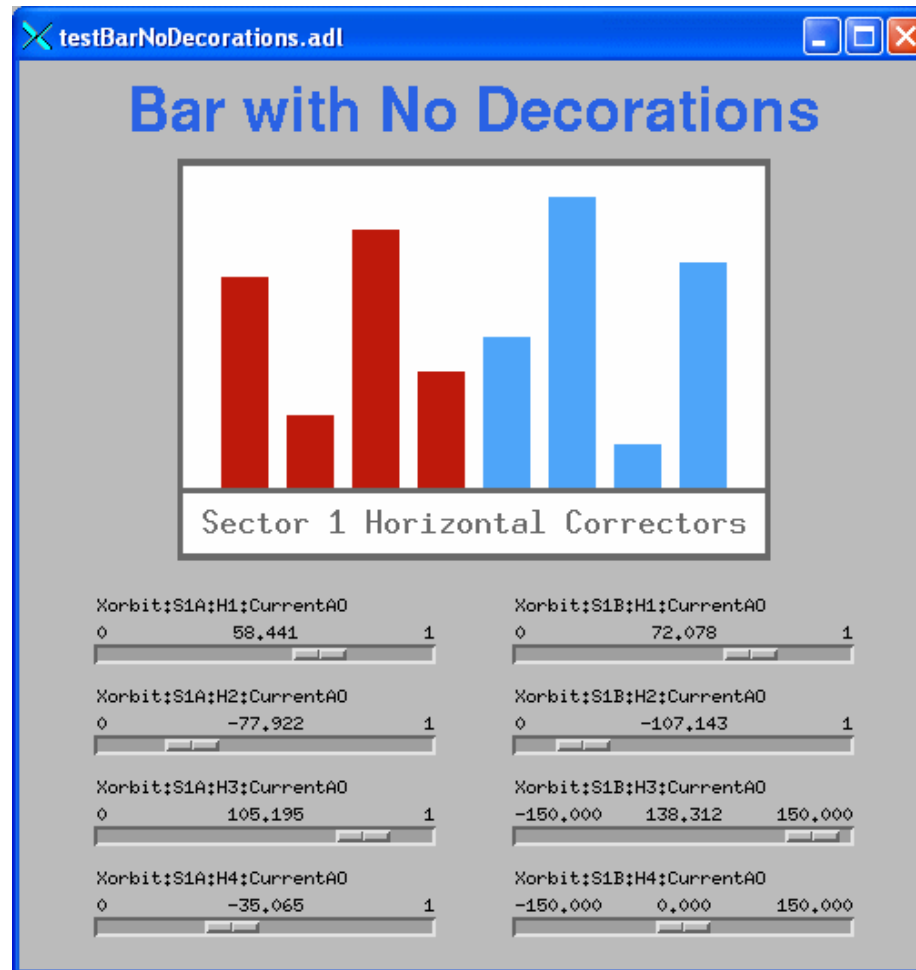 testBarNoDecorations.adl
Bar with No Decorations
Sector 1 Horizontal Correctors
Xorbit:S1A:H1:CurrentAO
0 58.441 1
Xorbit:S1A:H2:CurrentAO
0 -77.922 1
Xorbit:S1A:H3:CurrentAO
0 105.195 1
Xorbit:S1A:H4:CurrentAO
0 -35.065 1
Xorbit:S1B:H1:CurrentAO
0 72.078 1
Xorbit:S1B:H2:CurrentAO
0 -107.143 1
Xorbit:S1B:H3:CurrentAO
-150.000 138.312 150.000
Xorbit:S1B:H4:CurrentAO
-150.000 0.000 150.000